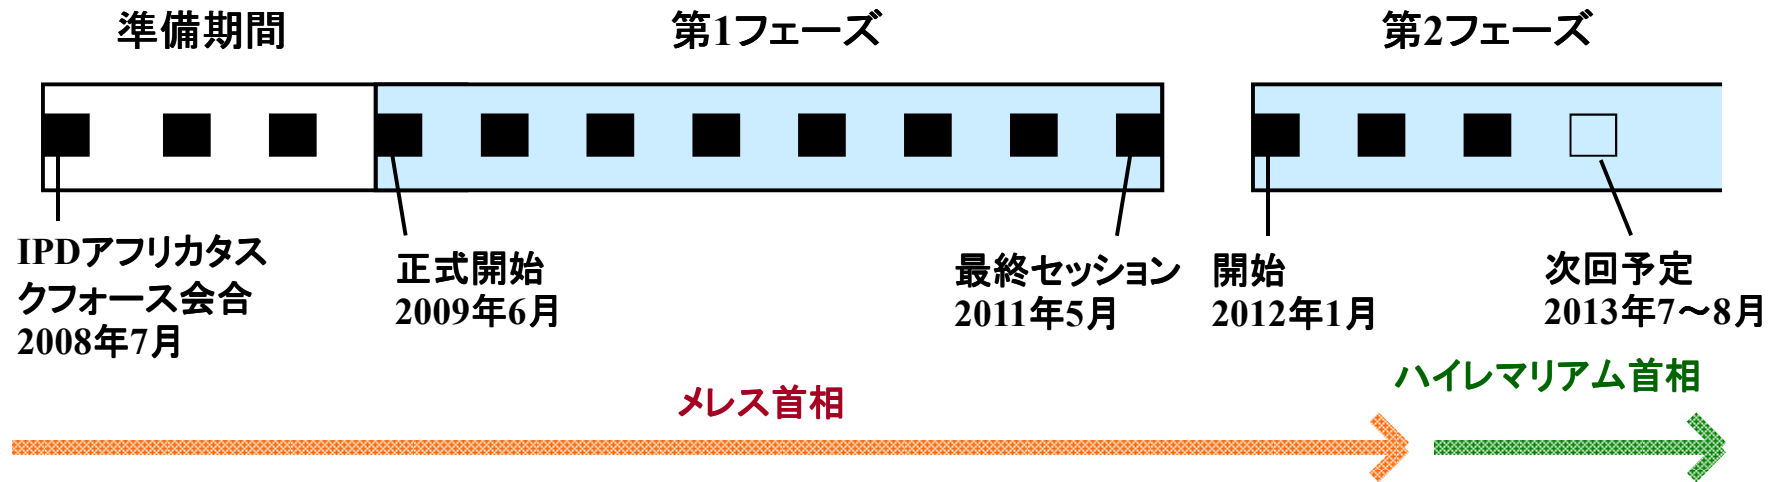 準備期間
第1フェーズ
第2フェーズ
IPDアフリカタス
クフォース会合
2008年7月
正式開始
2009年6月
最終セッション
2011年5月
開始
2012年1月
次回予定
2013年7～8月
メレス首相
ハイレマリアム首相